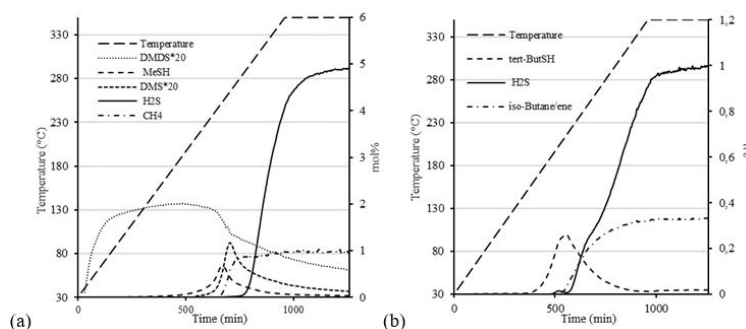 350
280
230
180
130
80
30
Temperature (°C)
Temperature
DMDS*20
MeSH
DMS*20
H2S
CH4
6
5
4
3
2
1
0
mol%
0
500
1000
Time (min)
(a)
330
280
230
180
130
80
30
Temperature (°C)
Temperature
tert-ButSH
H2S
iso-Butane/ene
1,2
1
0,8
0,6
0,4
0,2
0
0
500
1000
Time (min)
(b)